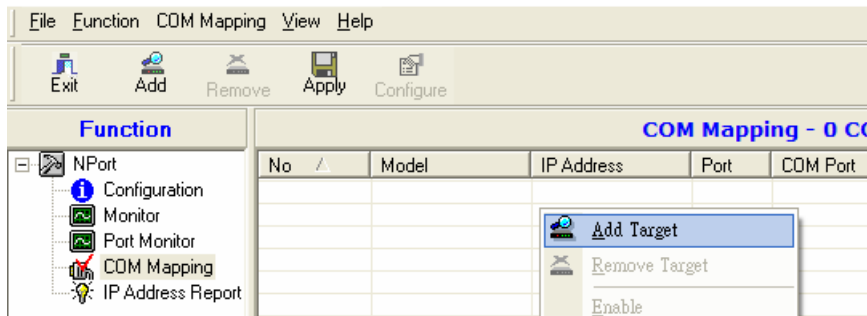 File Function COM Mapping View Help
Exit Add Remove Apply Configure
Function
COM Mapping - 0 CO
NPort
Configuration
Monitor
Port Monitor
COM Mapping
IP Address Report
No Model IP Address Port COM Port
Add Target
Remove Target
Enable